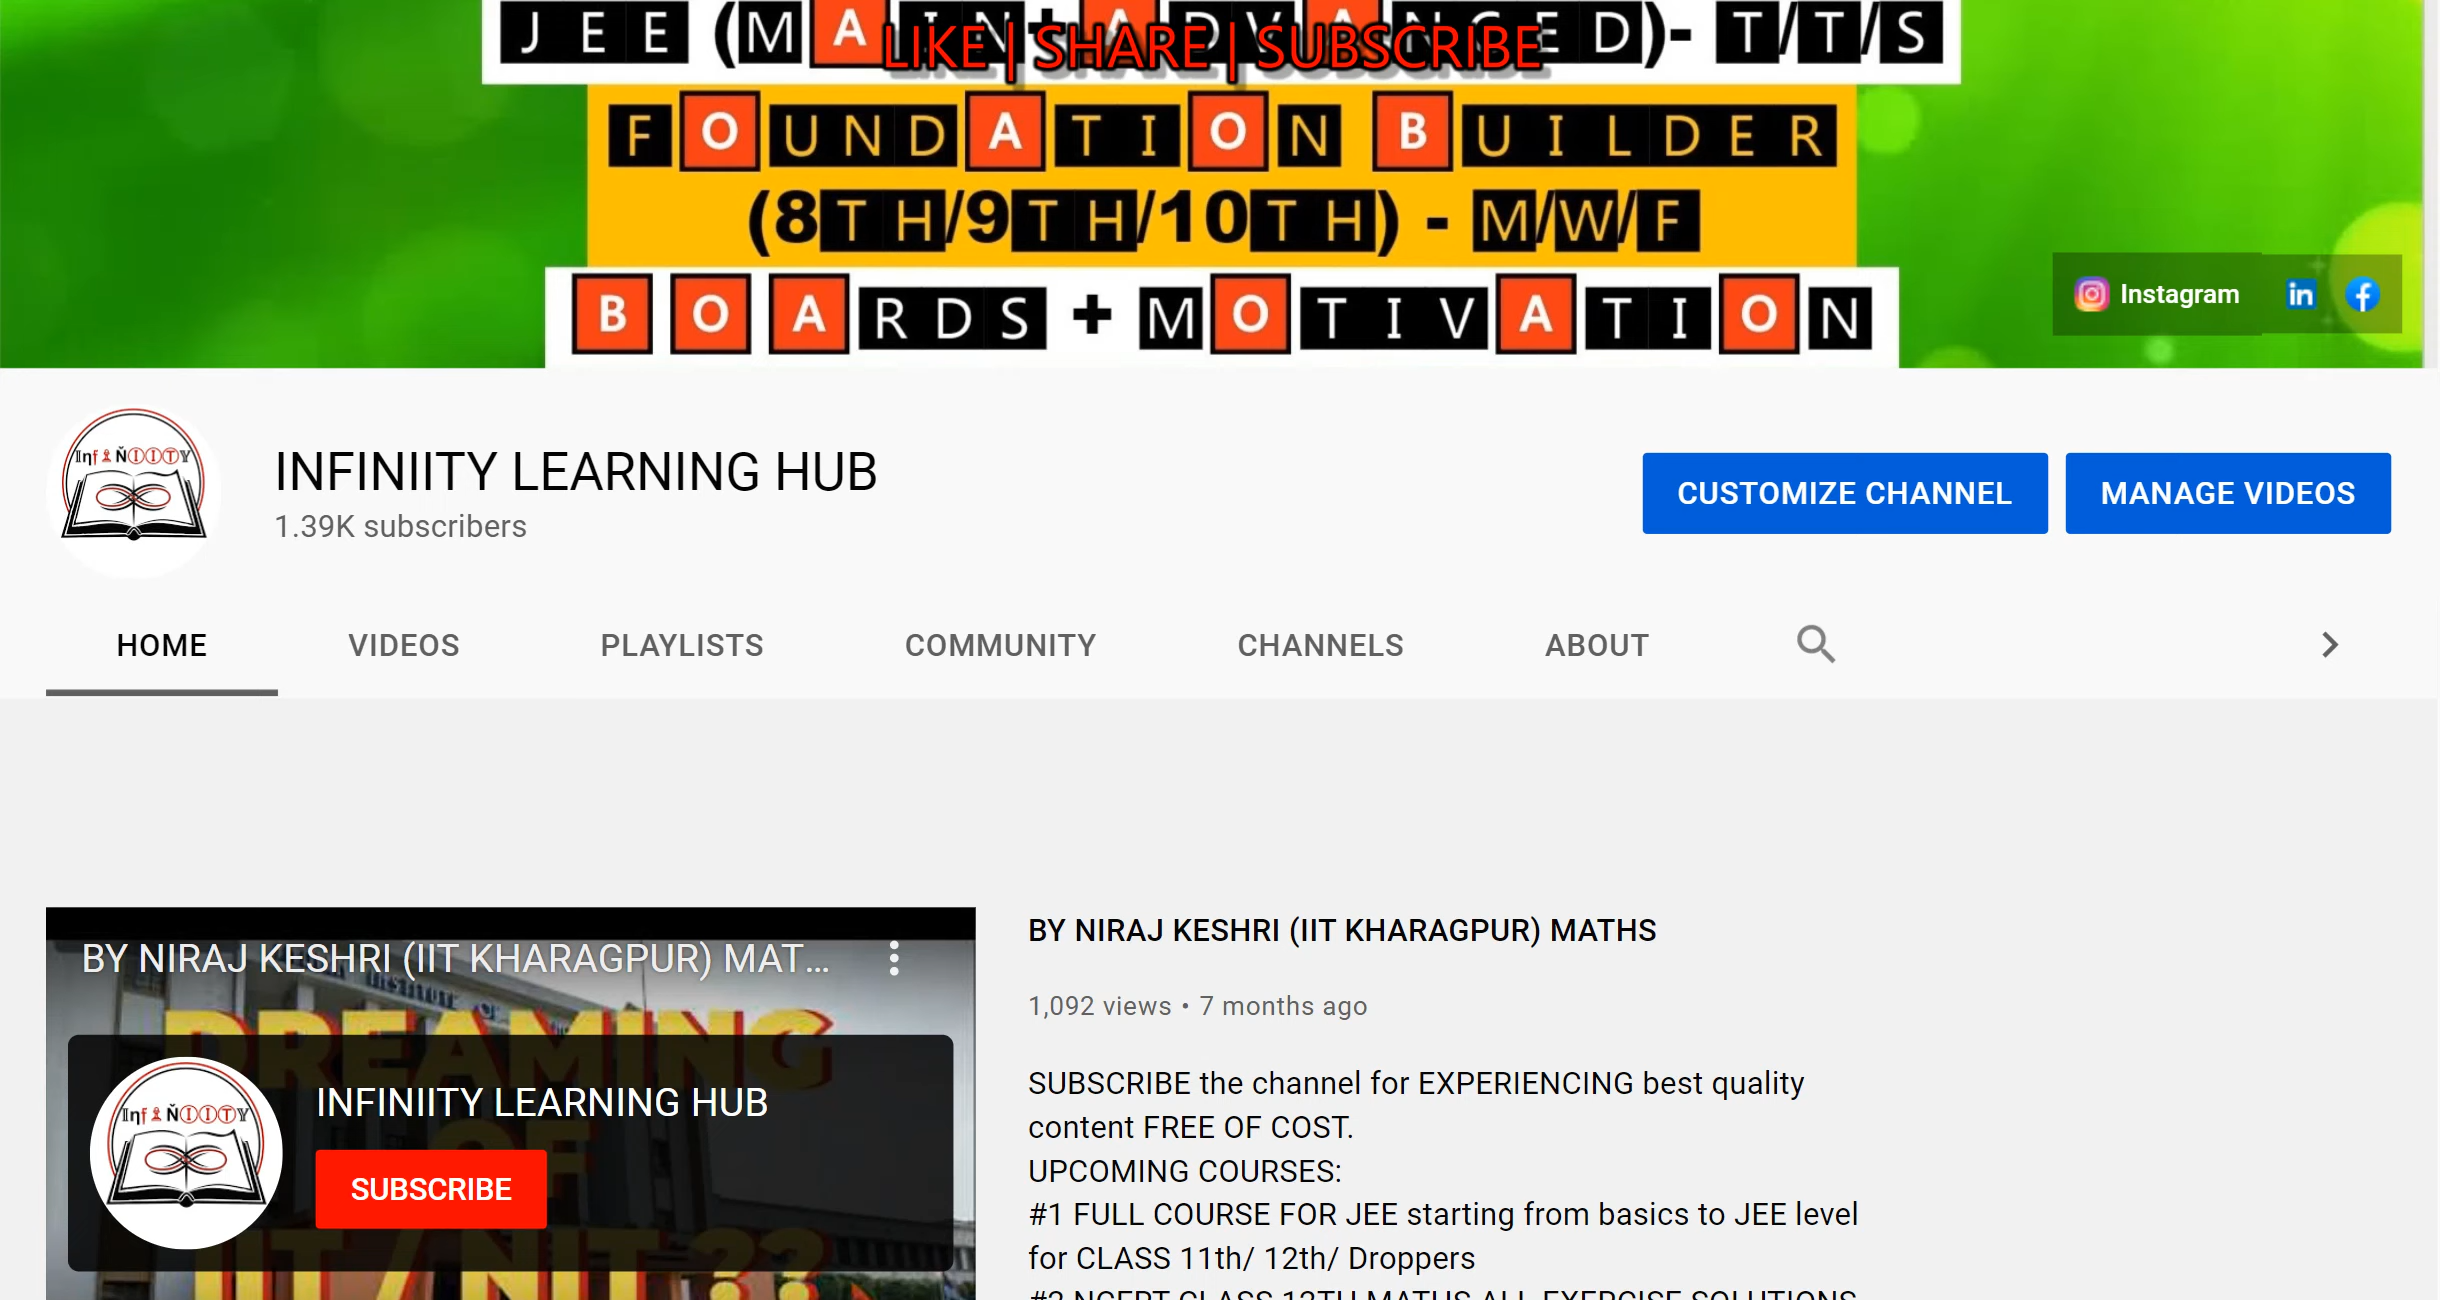 JEE (MAIN+ADVANCED)- T/T/S
LIKE | SHARE | SUBSCRIBE
FOUNDATION BUILDER
(8TH/9TH/10TH) - M/W/F
BOARDS + MOTIVATION
Instagram
INFINIITY LEARNING HUB
1.39K subscribers
CUSTOMIZE CHANNEL
MANAGE VIDEOS
HOME VIDEOS PLAYLISTS COMMUNITY CHANNELS ABOUT
BY NIRAJ KESHRI (IIT KHARAGPUR) MAT...
DREAMING
OF
IIT / NIT ??
INFINIITY LEARNING HUB
SUBSCRIBE
BY NIRAJ KESHRI (IIT KHARAGPUR) MATHS
1,092 views • 7 months ago
SUBSCRIBE the channel for EXPERIENCING best quality
content FREE OF COST.
UPCOMING COURSES:
#1 FULL COURSE FOR JEE starting from basics to JEE level
for CLASS 11th/ 12th/ Droppers
#2 NCERT CLASS 12TH MATHS ALL EXERCISE SOLUTIONS